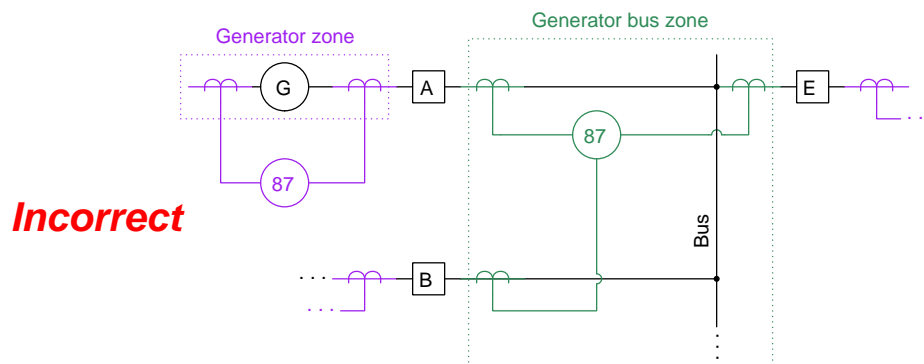 Generator bus zone
Generator zone
G
A
E
87
87
Incorrect
Bus
B